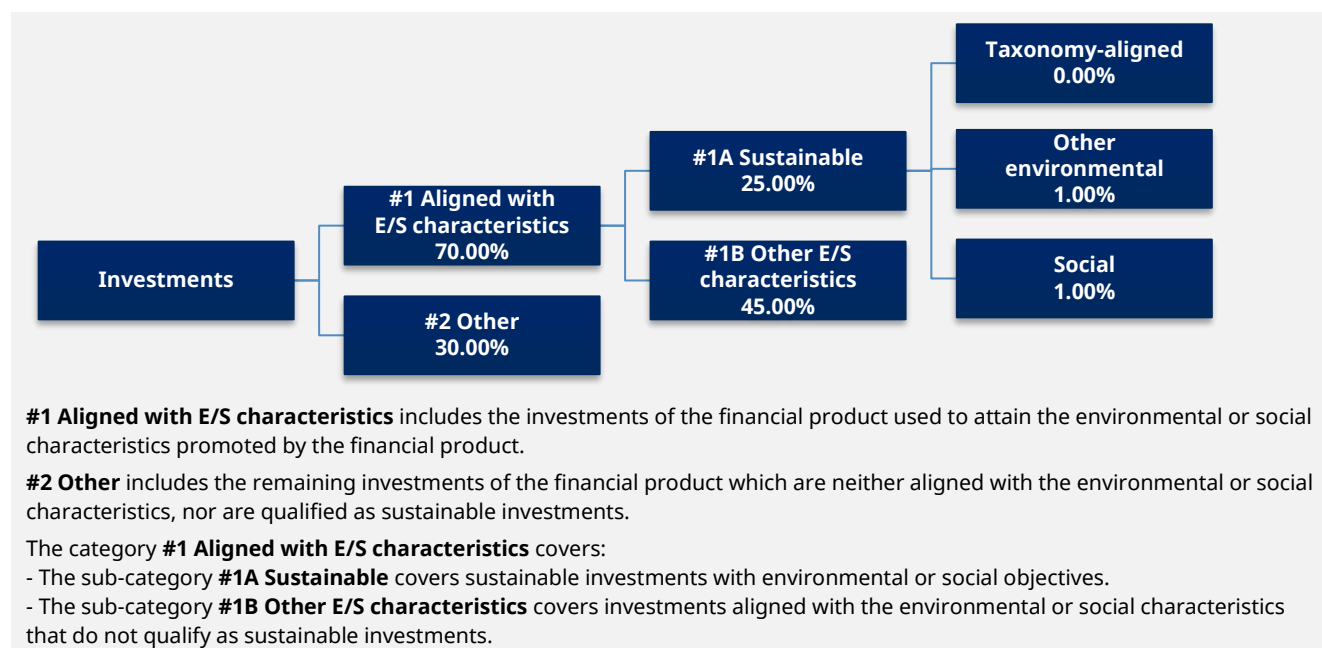 Taxonomy-aligned
0.00%
#1A Sustainable
25.00%
Other
environmental
1.00%
#1 Aligned with
E/S characteristics
70.00%
Investments
#1B Other E/S
characteristics
45.00%
Social
1.00%
#2 Other
30.00%
#1 Aligned with E/S characteristics includes the investments of the financial product used to attain the environmental or social
characteristics promoted by the financial product.
#2 Other includes the remaining investments of the financial product which are neither aligned with the environmental or social
characteristics, nor are qualified as sustainable investments.
The category #1 Aligned with E/S characteristics covers:
- The sub-category #1A Sustainable covers sustainable investments with environmental or social objectives.
- The sub-category #1B Other E/S characteristics covers investments aligned with the environmental or social characteristics
that do not qualify as sustainable investments.